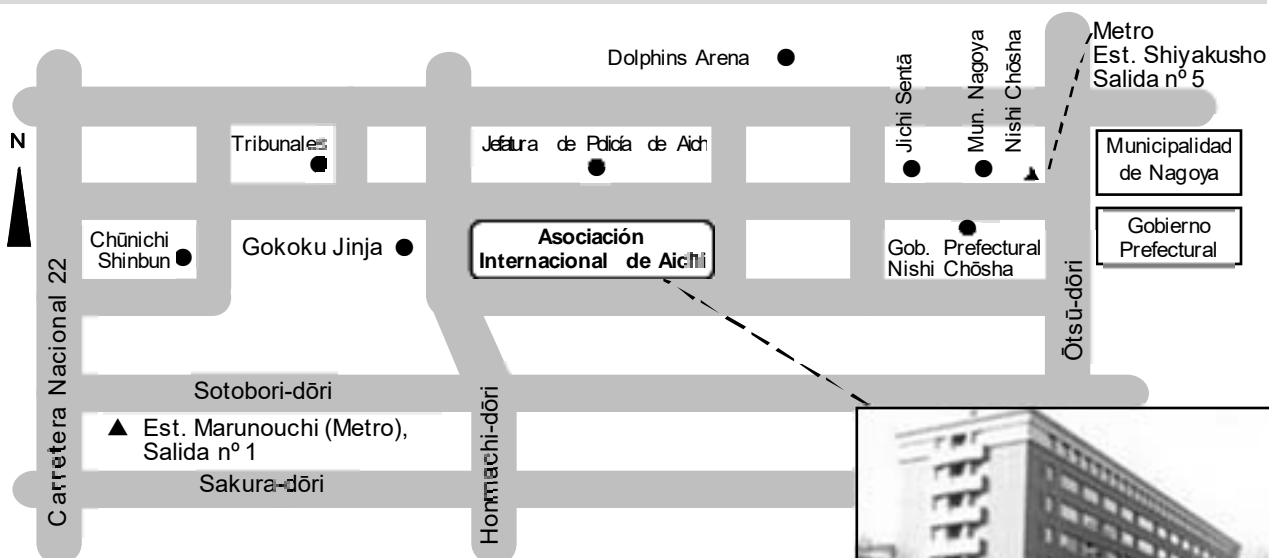 Metro
Est. Shiyakusho
Salida nº 5
Dolphins Arena
Jichi Sentā
Mun. Nagoya
Nishi Chōsha
N
Tribunales
Jefatura de Policía de Aich
Municipalidad
de Nagoya
Chūnichi
Shinbun
Gokoku Jinja
Asociación
Internacional de Aichi
Gob. Prefectural
Nishi Chōsha
Gobierno
Prefectural
Carretera Nacional 22
Ōtsū-dōri
Sotobori-dōri
Honmachi-dōri
Est. Marunouchi (Metro),
Salida nº 1
Sakura-dōri